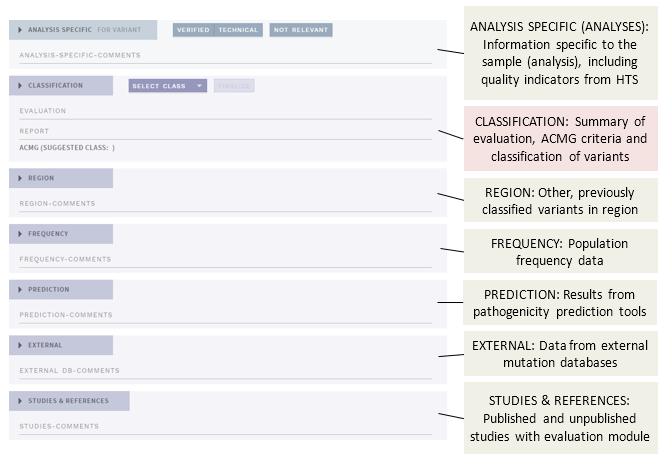 ANALYSIS SPECIFIC FOR VARIANT
VERIFIED TECHNICAL NOT RELEVANT
ANALYSIS-SPECIFIC-COMMENTS
ANALYSIS SPECIFIC (ANALYSES):
Information specific to the
sample (analysis), including
quality indicators from HTS
CLASSIFICATION
SELECT CLASS
FINALIZE
EVALUATION
REPORT
ACMG (SUGGESTED CLASS: )
CLASSIFICATION: Summary of
evaluation, ACMG criteria and
classification of variants
REGION
REGION-COMMENTS
REGION: Other, previously
classified variants in region
FREQUENCY
FREQUENCY-COMMENTS
FREQUENCY: Population
frequency data
PREDICTION
PREDICTION-COMMENTS
PREDICTION: Results from
pathogenicity prediction tools
EXTERNAL
EXTERNAL DB-COMMENTS
EXTERNAL: Data from external
mutation databases
STUDIES & REFERENCES
STUDIES-COMMENTS
STUDIES & REFERENCES:
Published and unpublished
studies with evaluation module